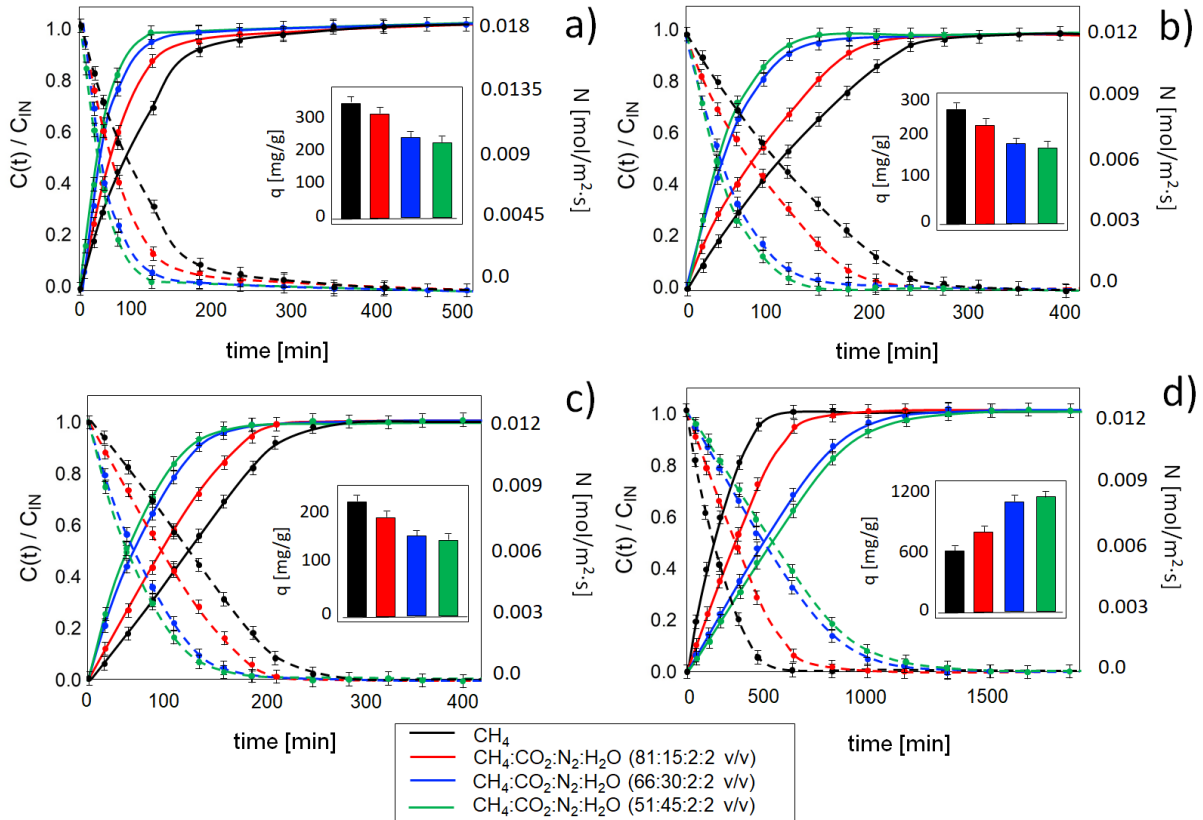 a)
C(t) / C_IN
1.0
0.8
0.6
0.4
0.2
0.0
0 100 200 300 400 500
time [min]
0.018
0.0135
0.009
0.0045
0.0
N [mol/m²·s]
q [mg/g]
300
200
100
0
b)
C(t) / C_IN
1.0
0.8
0.6
0.4
0.2
0.0
0 100 200 300 400
time [min]
0.012
0.009
0.006
0.003
0.0
N [mol/m²·s]
q [mg/g]
300
200
100
0
c)
C(t) / C_IN
1.0
0.8
0.6
0.4
0.2
0.0
0 100 200 300 400
time [min]
0.012
0.009
0.006
0.003
0.0
N [mol/m²·s]
q [mg/g]
200
100
0
d)
C(t) / C_IN
1.0
0.8
0.6
0.4
0.2
0.0
0 500 1000 1500
time [min]
0.012
0.009
0.006
0.003
0.0
N [mol/m²·s]
q [mg/g]
1200
600
0
CH₄
CH₄:CO₂:N₂:H₂O (81:15:2:2 v/v)
CH₄:CO₂:N₂:H₂O (66:30:2:2 v/v)
CH₄:CO₂:N₂:H₂O (51:45:2:2 v/v)